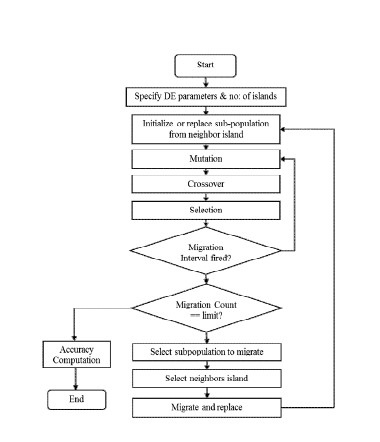 Start
Specify DE parameters & no: of islands
Initialize or replace sub-population
from neighbor island
Mutation
Crossover
Selection
Migration
Interval fired?
Migration Count
== limit?
Accuracy
Computation
End
Select subpopulation to migrate
Select neighbors island
Migrate and replace